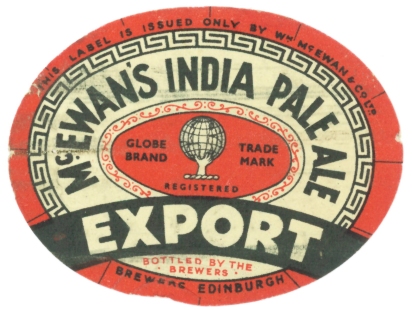 THIS LABEL IS ISSUED ONLY BY Wm McEWAN & Co LTD
McEWAN'S INDIA PALE ALE
GLOBE BRAND
TRADE MARK
REGISTERED
EXPORT
BOTTLED BY THE
BREWERS
BREWERS EDINBURGH